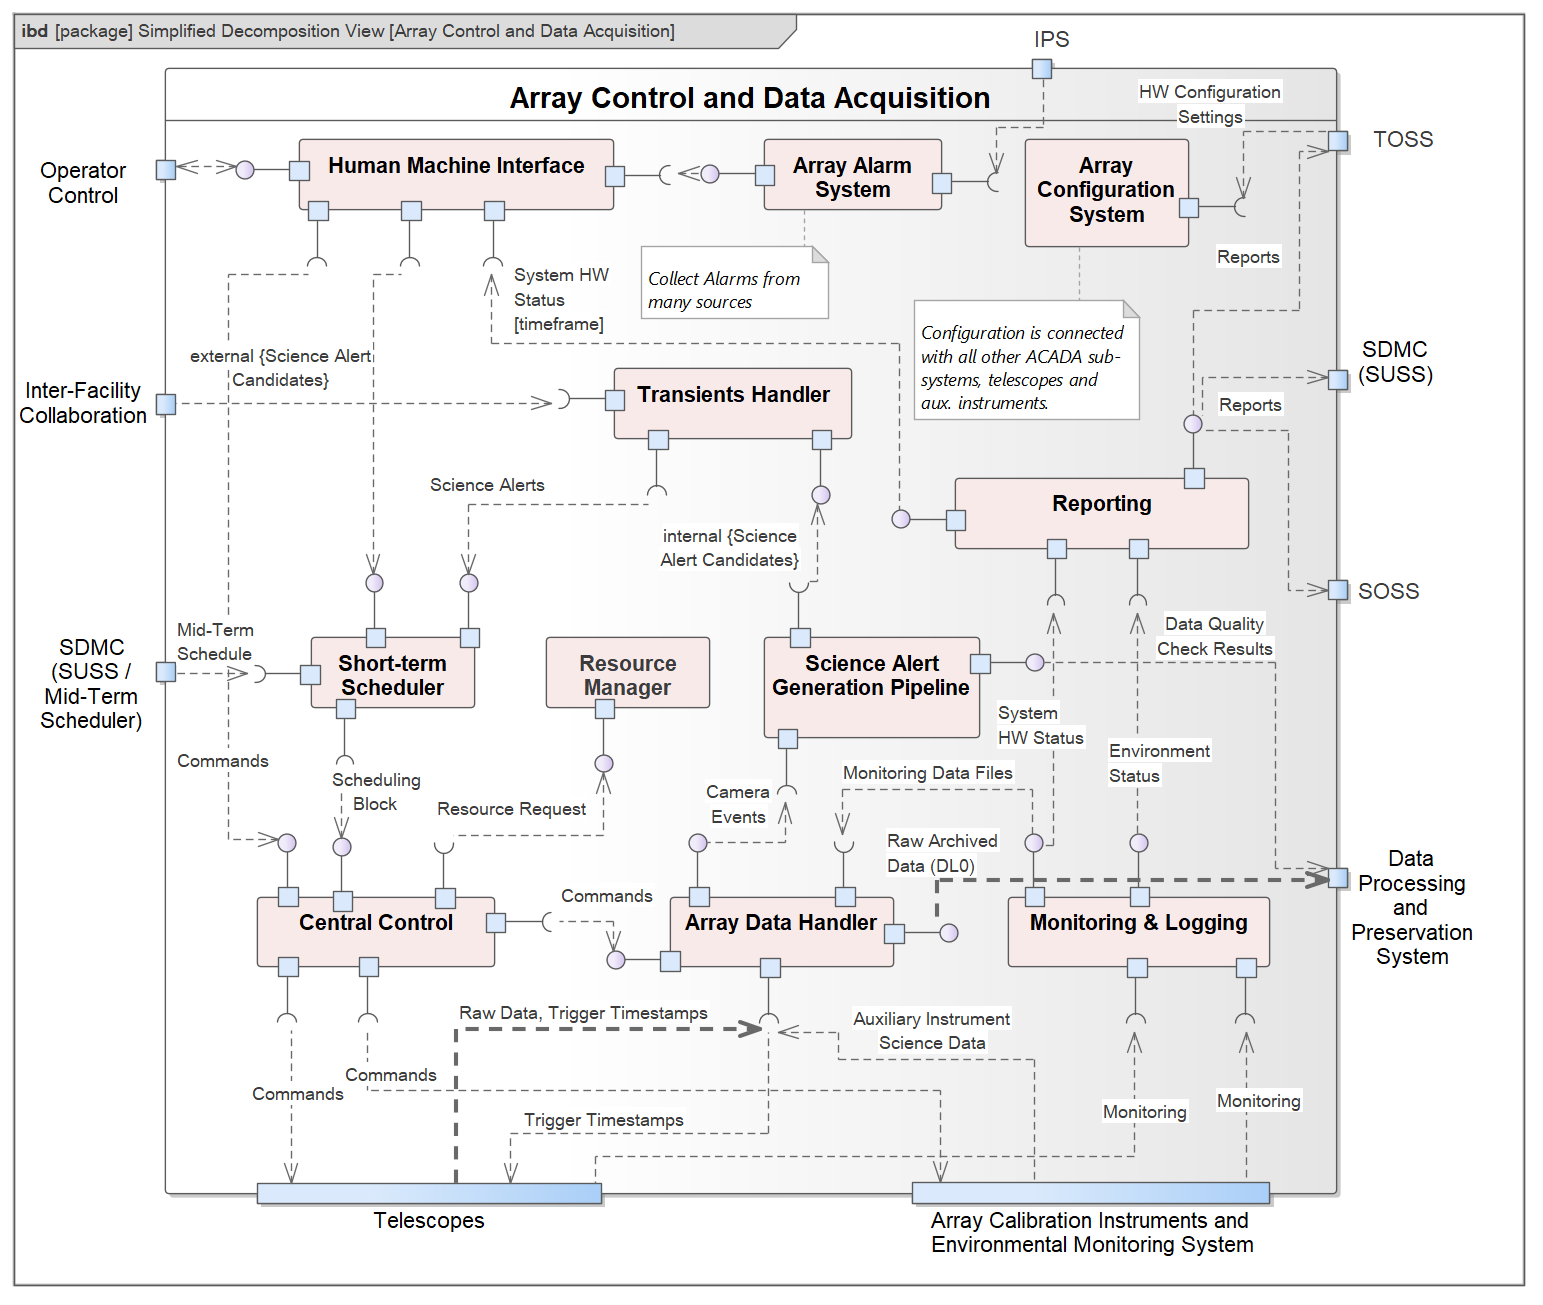 ibd [package] Simplified Decomposition View [Array Control and Data Acquisition]
IPS
Array Control and Data Acquisition
HW Configuration
Settings
TOSS
Operator
Control
Human Machine Interface
Array Alarm
System
Array
Configuration
System
Reports
System HW
Status
[timeframe]
Collect Alarms from
many sources
Configuration is connected
with all other ACADA sub-
systems, telescopes and
aux. instruments.
external {Science Alert
Candidates}
SDMC
(SUSS)
Inter-Facility
Collaboration
Transients Handler
Reports
Science Alerts
Reporting
internal {Science
Alert Candidates}
SOSS
Mid-Term
Schedule
Data Quality
Check Results
SDMC
(SUSS /
Mid-Term
Scheduler)
Short-term
Scheduler
Resource
Manager
Science Alert
Generation Pipeline
System
HW Status
Environment
Status
Commands
Scheduling
Block
Resource Request
Camera
Events
Monitoring Data Files
Raw Archived
Data (DL0)
Data
Processing
and
Preservation
System
Commands
Central Control
Array Data Handler
Monitoring & Logging
Raw Data, Trigger Timestamps
Auxiliary Instrument
Science Data
Commands
Commands
Trigger Timestamps
Monitoring
Monitoring
Telescopes
Array Calibration Instruments and
Environmental Monitoring System